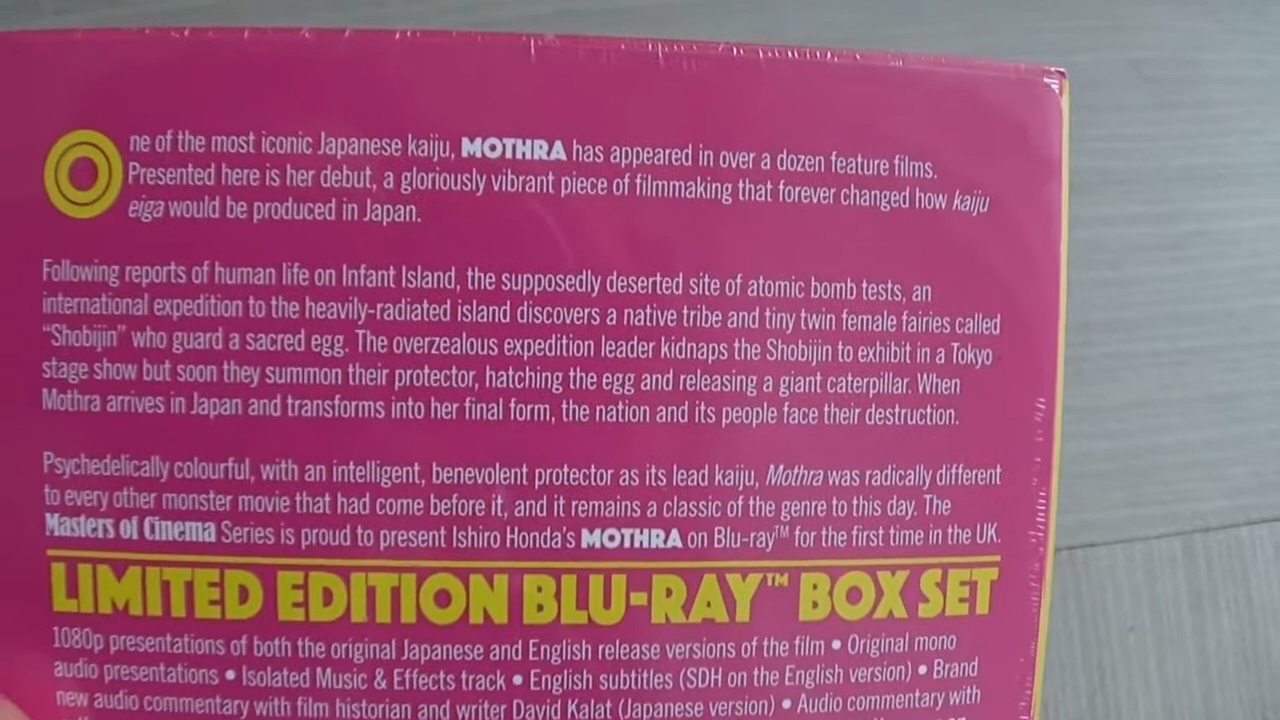 One of the most iconic Japanese kaiju, MOTHRA has appeared in over a dozen feature films.
Presented here is her debut, a gloriously vibrant piece of filmmaking that forever changed how kaiju
eiga would be produced in Japan.
Following reports of human life on Infant Island, the supposedly deserted site of atomic bomb tests, an
international expedition to the heavily-radiated island discovers a native tribe and tiny twin female fairies called
“Shobijin” who guard a sacred egg. The overzealous expedition leader kidnaps the Shobijin to exhibit in a Tokyo
stage show but soon they summon their protector, hatching the egg and releasing a giant caterpillar. When
Mothra arrives in Japan and transforms into her final form, the nation and its people face their destruction.
Psychedelically colourful, with an intelligent, benevolent protector as its lead kaiju, Mothra was radically different
to every other monster movie that had come before it, and it remains a classic of the genre to this day. The
Masters of Cinema Series is proud to present Ishiro Honda’s MOTHRA on Blu-ray™ for the first time in the UK.
LIMITED EDITION BLU-RAY™ BOX SET
1080p presentations of both the original Japanese and English release versions of the film • Original mono
audio presentations • Isolated Music & Effects track • English subtitles (SDH on the English version) • Brand
new audio commentary with film historian and writer David Kalat (Japanese version) • Audio commentary with